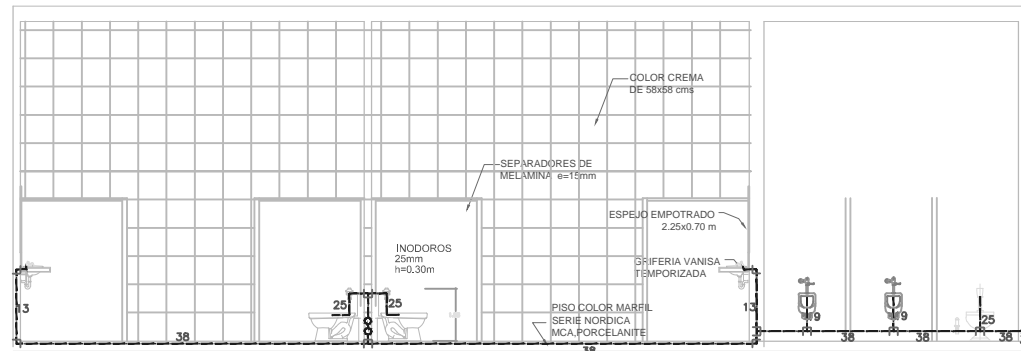 COLOR CREMA
DE 58x58 cms
SEPARADORES DE
MELAMINA e=15mm
ESPEJO EMPOTRADO
2.25x0.70 m
INODOROS
25mm
h=0.30m
GRIFERIA VANISA
TEMPORIZADA
13
25
25
13
PISO COLOR MARFIL
SERIE NORDICA
MCA.PORCELANITE
9
9
25
38
38
38
38
38